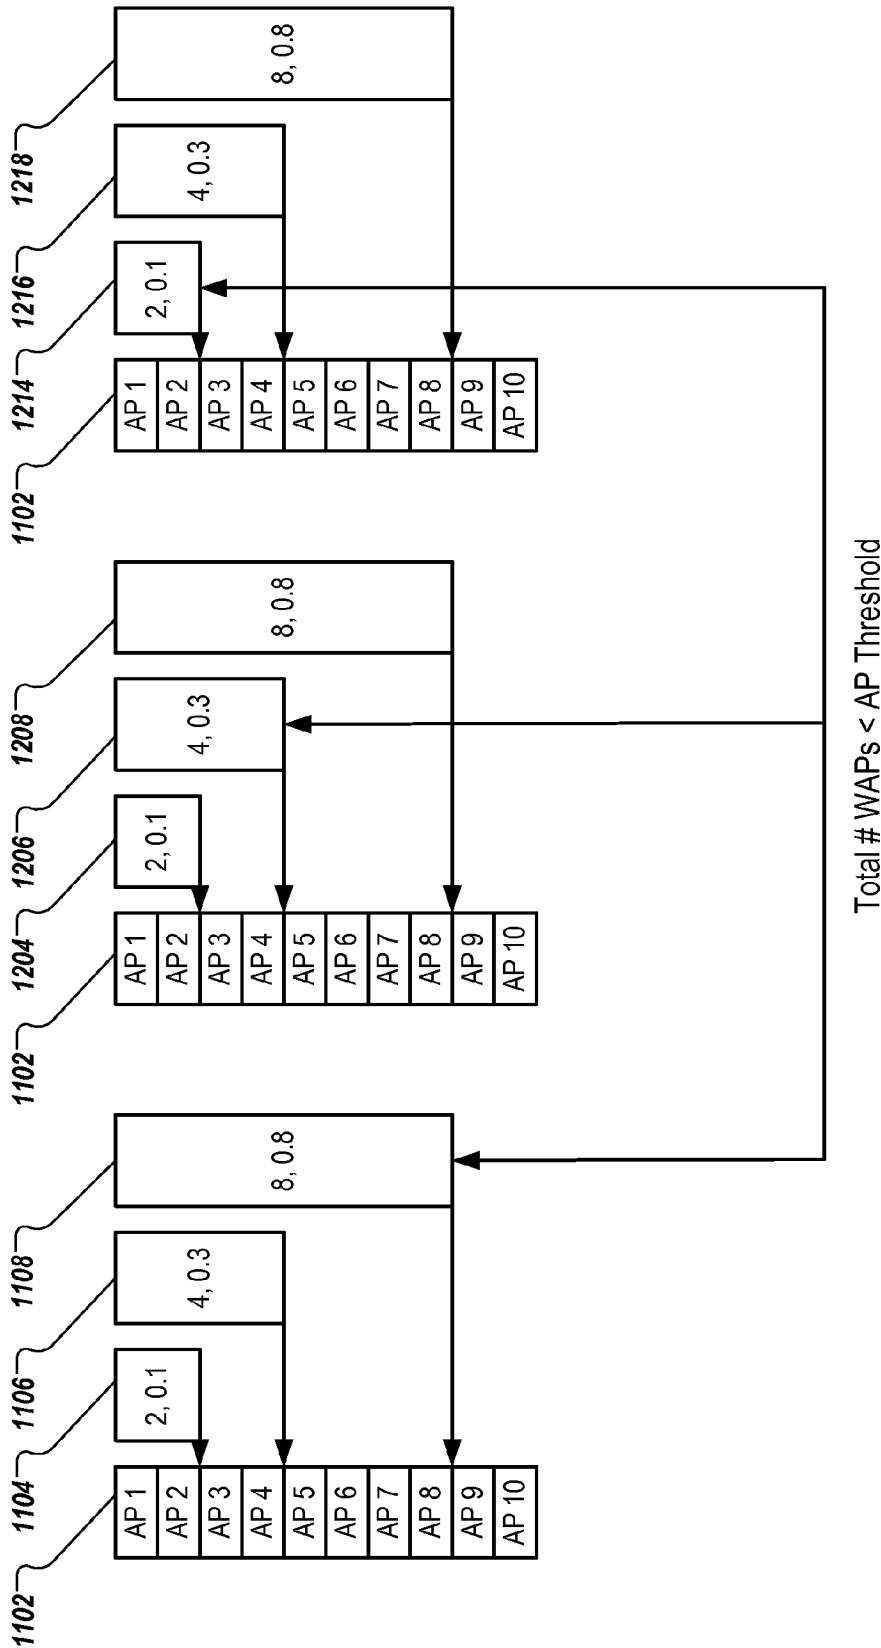 1102
1104
1106
1108
AP 1
AP 2
AP 3
AP 4
AP 5
AP 6
AP 7
AP 8
AP 9
AP 10
2, 0.1
4, 0.3
8, 0.8
1102
1204
1206
1208
AP 1
AP 2
AP 3
AP 4
AP 5
AP 6
AP 7
AP 8
AP 9
AP 10
2, 0.1
4, 0.3
8, 0.8
1102
1214
1216
1218
AP 1
AP 2
AP 3
AP 4
AP 5
AP 6
AP 7
AP 8
AP 9
AP 10
2, 0.1
4, 0.3
8, 0.8
Total # WAPs < AP Threshold